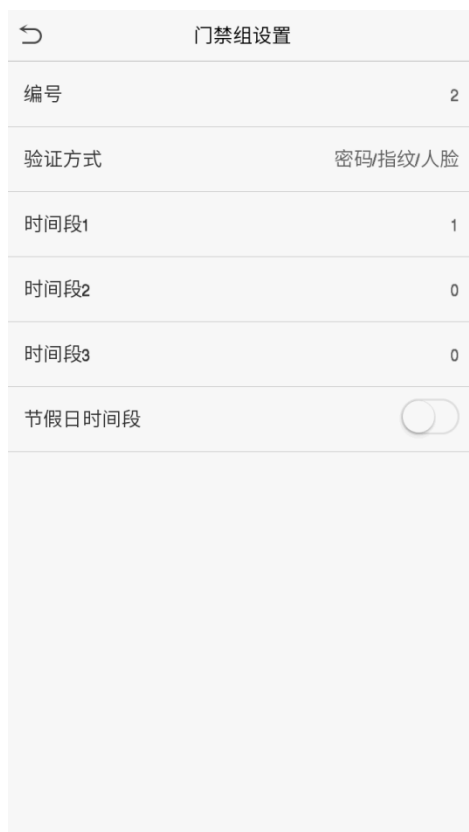 门禁组设置
编号 2
验证方式 密码/指纹/人脸
时间段1 1
时间段2 0
时间段3 0
节假日时间段